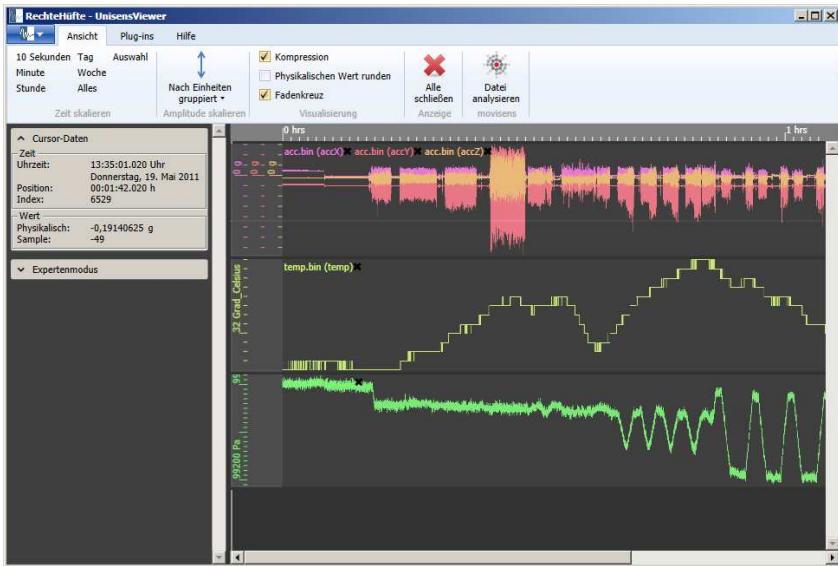 RechteHüfte - UnisensViewer
Ansicht Plug-ins Hilfe
10 Sekunden Tag Auswahl
Minute Woche
Stunde Alles
Zeit skalieren
Nach Einheiten
gruppiert
Amplitude skalieren
Kompression
Physikalischen Wert runden
Fadenkreuz
Visualisierung
Alle
schließen
Anzeige
Datei
analysieren
movisens
Cursor-Daten
Zeit
Uhrzeit: 13:35:01.020 Uhr
Donnerstag, 19. Mai 2011
Position: 00:01:42.020 h
Index: 6529
Wert
Physikalisch: -0,19140625 g
Sample: -49
Expertenmodus
0 hrs 1 hrs
acc.bin (accX) acc.bin (accY) acc.bin (accZ)
0 g 0 g 0 g
temp.bin (temp)
32 Grad_Celsius
99200 Pa